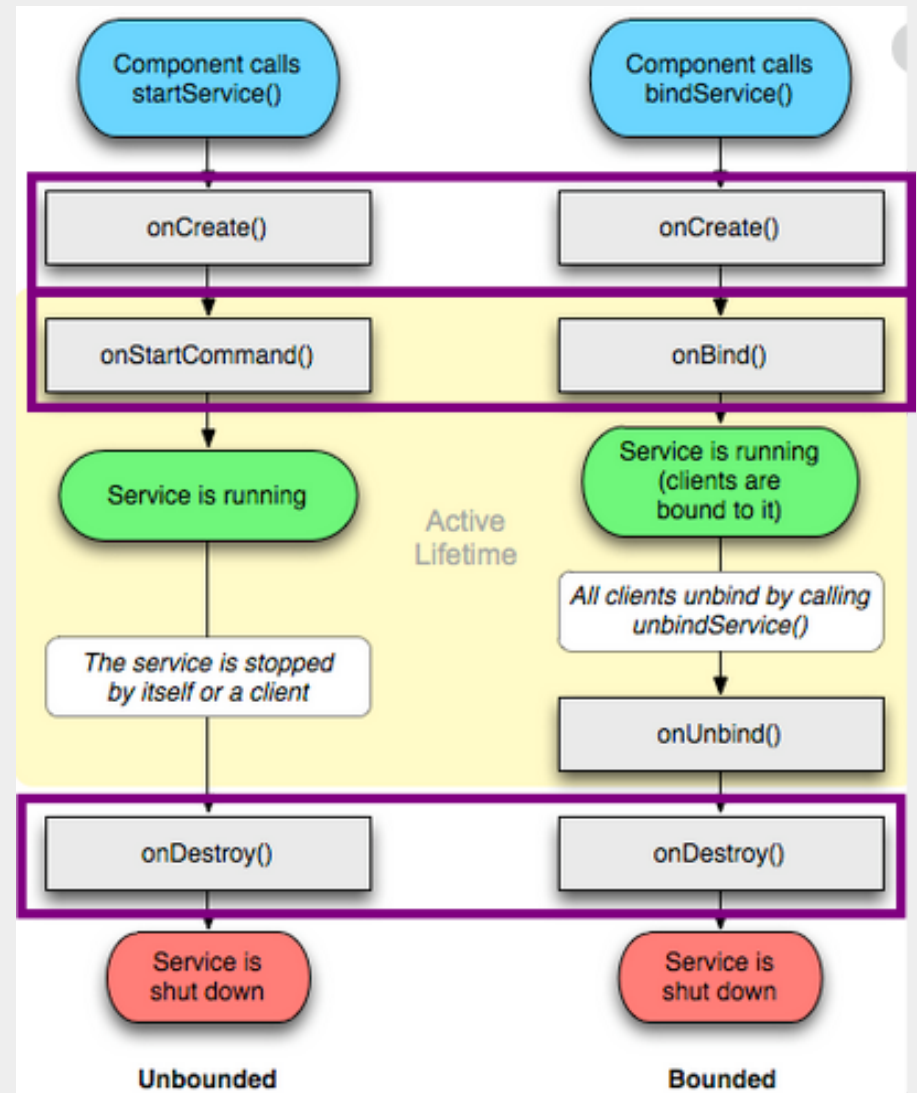 Component calls
startService()
Component calls
bindService()
onCreate()
onCreate()
onStartCommand()
onBind()
Service is running
Service is running
(clients are
bound to it)
Active
Lifetime
All clients unbind by calling
unbindService()
The service is stopped
by itself or a client
onUnbind()
onDestroy()
onDestroy()
Service is
shut down
Service is
shut down
Unbounded
Bounded